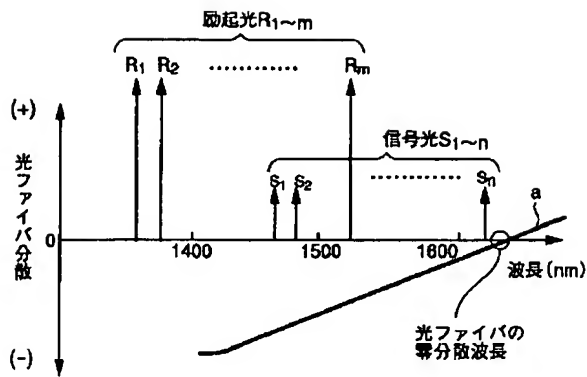 励起光R1～m
R1 R2 ‥‥‥‥ Rm
(+)
信号光S1～n
S1 S2 ‥‥‥‥ Sn
a
光ファイバ分散
0
1400 1500 1600
波長(nm)
光ファイバの
零分散波長
(-)